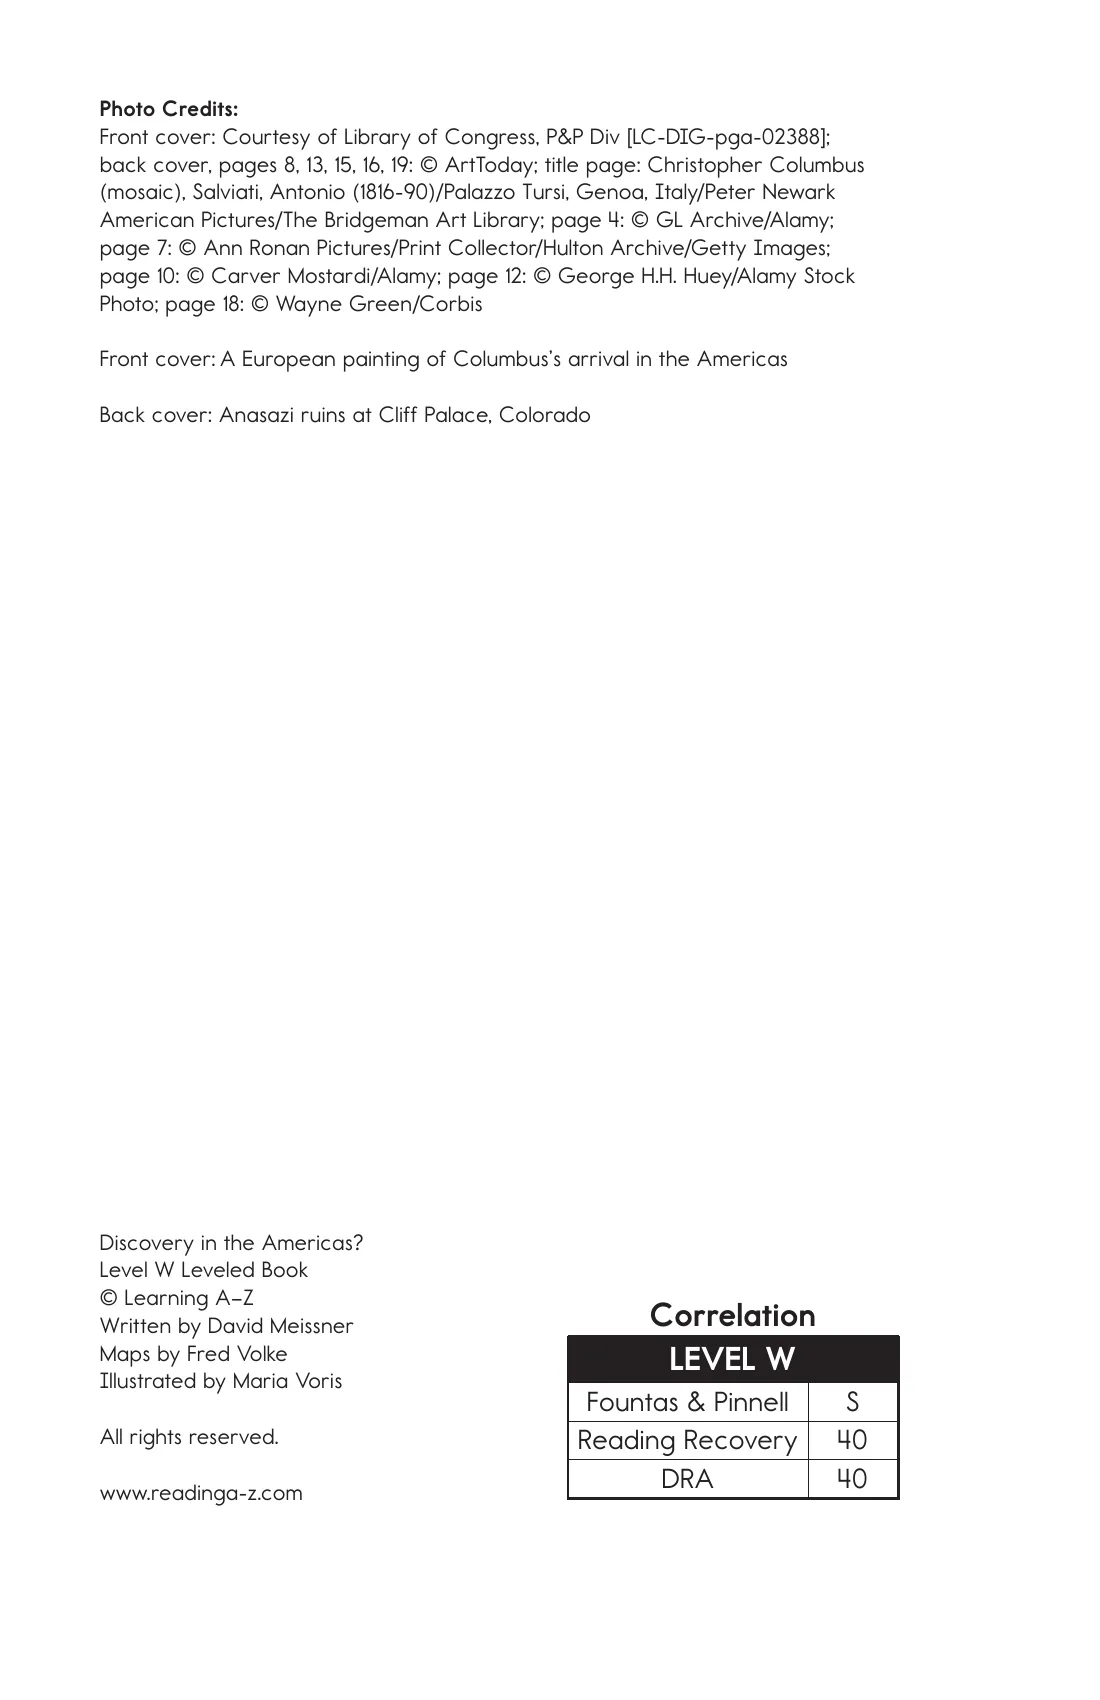 Photo Credits:
Front cover: Courtesy of Library of Congress, P&P Div [LC-DIG-pga-02388];
back cover, pages 8, 13, 15, 16, 19: © ArtToday; title page: Christopher Columbus
(mosaic), Salviati, Antonio (1816-90)/Palazzo Tursi, Genoa, Italy/Peter Newark
American Pictures/The Bridgeman Art Library; page 4: © GL Archive/Alamy;
page 7: © Ann Ronan Pictures/Print Collector/Hulton Archive/Getty Images;
page 10: © Carver Mostardi/Alamy; page 12: © George H.H. Huey/Alamy Stock
Photo; page 18: © Wayne Green/Corbis
Front cover: A European painting of Columbus's arrival in the Americas
Back cover: Anasazi ruins at Cliff Palace, Colorado
Discovery in the Americas?
Level W Leveled Book
© Learning A–Z
Written by David Meissner
Maps by Fred Volke
Illustrated by Maria Voris
All rights reserved.
www.readinga-z.com
Correlation
LEVEL W
Fountas & Pinnell S
Reading Recovery 40
DRA 40